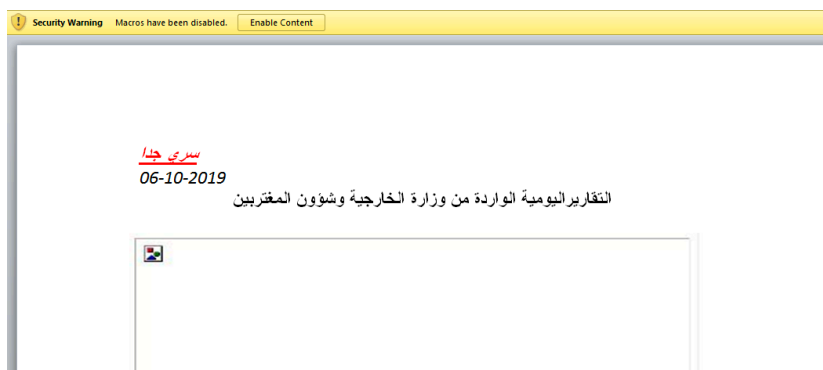 Security Warning Macros have been disabled. Enable Content
سري جدا
06-10-2019
التقاريراليومية الواردة من وزارة الخارجية وشؤون المغتربين